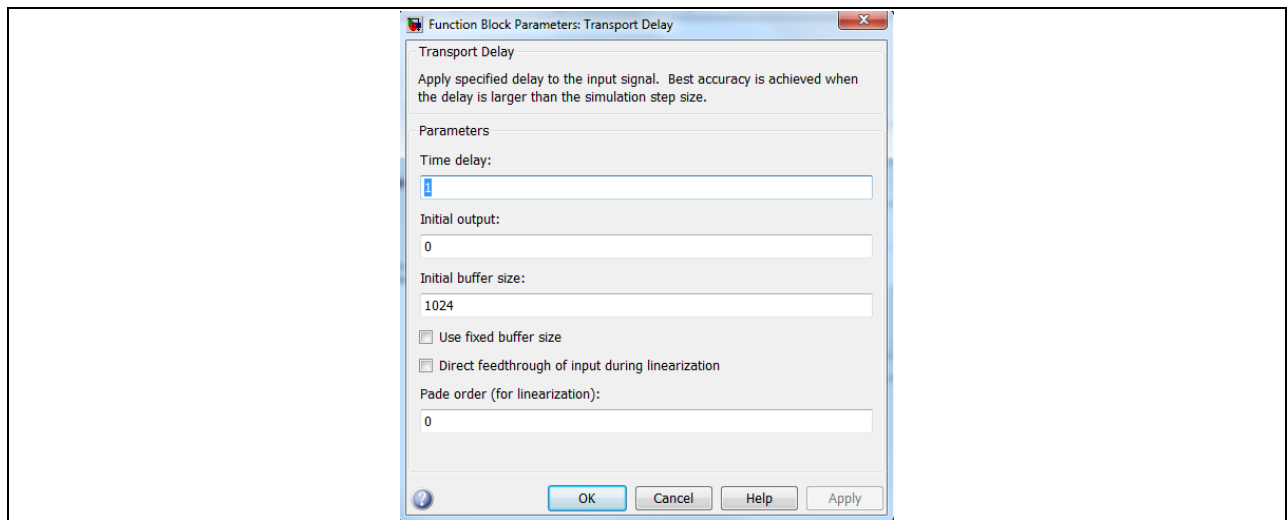 Function Block Parameters: Transport Delay
Transport Delay
Apply specified delay to the input signal. Best accuracy is achieved when
the delay is larger than the simulation step size.
Parameters
Time delay:
1
Initial output:
0
Initial buffer size:
1024
Use fixed buffer size
Direct feedthrough of input during linearization
Pade order (for linearization):
0
OK Cancel Help Apply